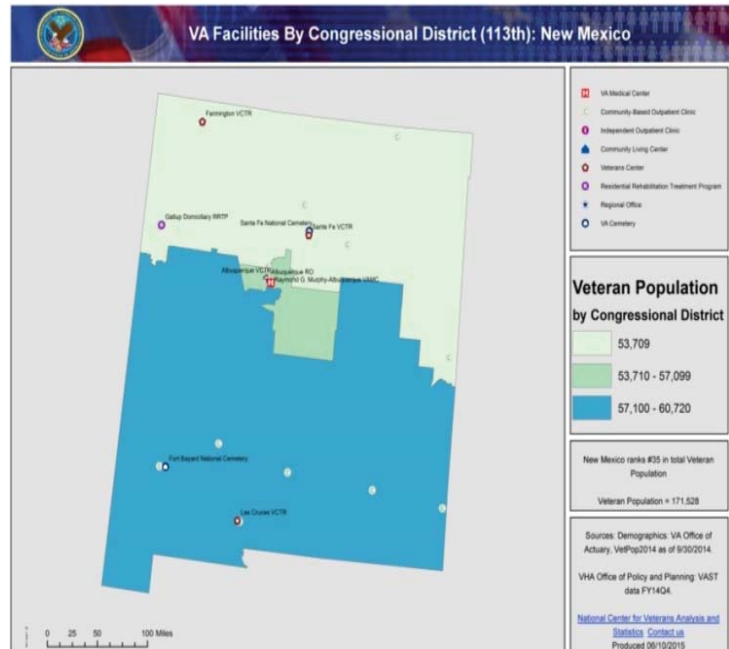 VA Facilities By Congressional District (113th): New Mexico
Farmington VCTR
Gallup Domiciliary RRTP
Santa Fe National Cemetery
Santa Fe VCTR
Albuquerque VCTR
Albuquerque RO
Raymond G. Murphy-Albuquerque VAMC
Fort Bayard National Cemetery
Las Cruces VCTR
0 25 50 100 Miles
H VA Medical Center
C Community-Based Outpatient Clinic
Independent Outpatient Clinic
Community Living Center
Veterans Center
Residential Rehabilitation Treatment Program
Regional Office
VA Cemetery
Veteran Population
by Congressional District
53,709
53,710 - 57,099
57,100 - 60,720
New Mexico ranks #35 in total Veteran
Population
Veteran Population = 171,528
Sources: Demographics: VA Office of
Actuary, VetPop2014 as of 9/30/2014.
VHA Office of Policy and Planning: VAST
data FY14Q4.
National Center for Veterans Analysis and
Statistics Contact us
Produced 06/10/2015